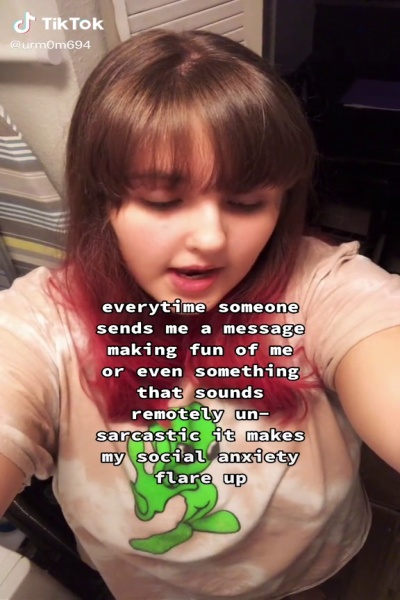 TikTok
@urm0m694
everytime someone
sends me a message
making fun of me
or even something
that sounds
remotely un-
sarcastic it makes
my social anxiety
flare up